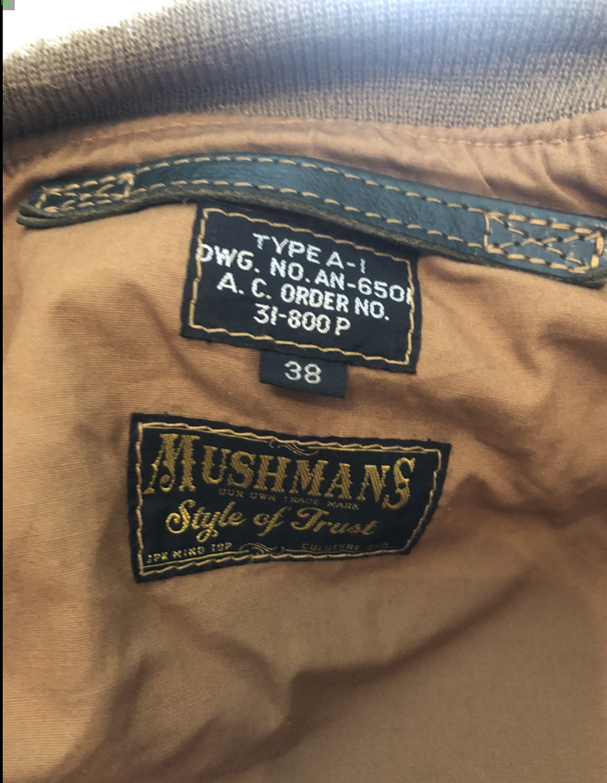 TYPE A-1
DWG. NO. AN-6501
A. C. ORDER NO.
31-800 P
38
MUSHMANS
OUR OWN TRADE MARK
Style of Trust